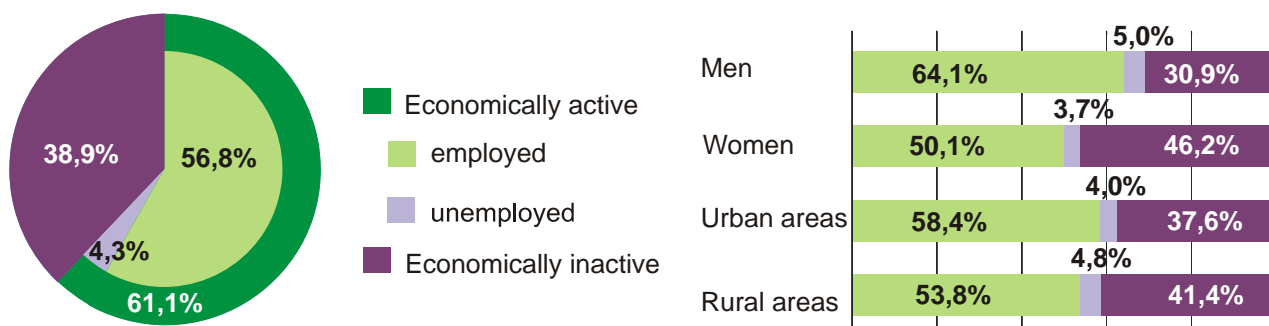 38,9%
56,8%
4,3%
61,1%
Economically active
employed
unemployed
Economically inactive
5,0%
Men
64,1%
30,9%
3,7%
Women
50,1%
46,2%
4,0%
Urban areas
58,4%
37,6%
4,8%
Rural areas
53,8%
41,4%